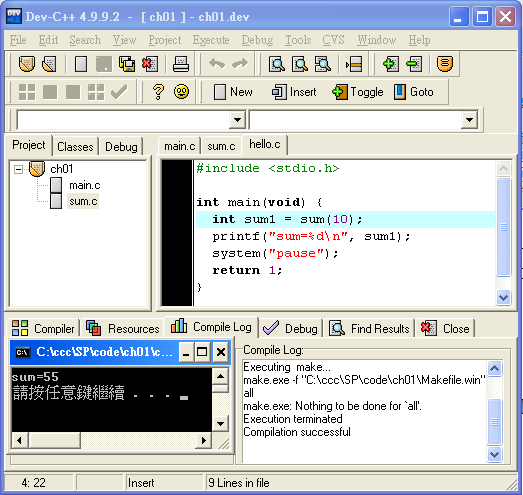 Dev-C++ 4.9.9.2 - [ ch01 ] - ch01.dev
File Edit Search View Project Execute Debug Tools CVS Window Help
New Insert Toggle Goto
Project Classes Debug
main.c sum.c hello.c
ch01
main.c
sum.c
#include <stdio.h>
int main(void) {
int sum1 = sum(10);
printf("sum=%d\n", sum1);
system("pause");
return 1;
}
Compiler Resources Compile Log Debug Find Results Close
C:\ccc\SP\code\ch01\c...
sum=55
請按任意鍵繼續 . . . _
Compile Log:
Executing make...
make.exe -f "C:\ccc\SP\code\ch01\Makefile.win"
all
make.exe: Nothing to be done for `all'.
Execution terminated
Compilation successful
4: 22 Insert 9 Lines in file